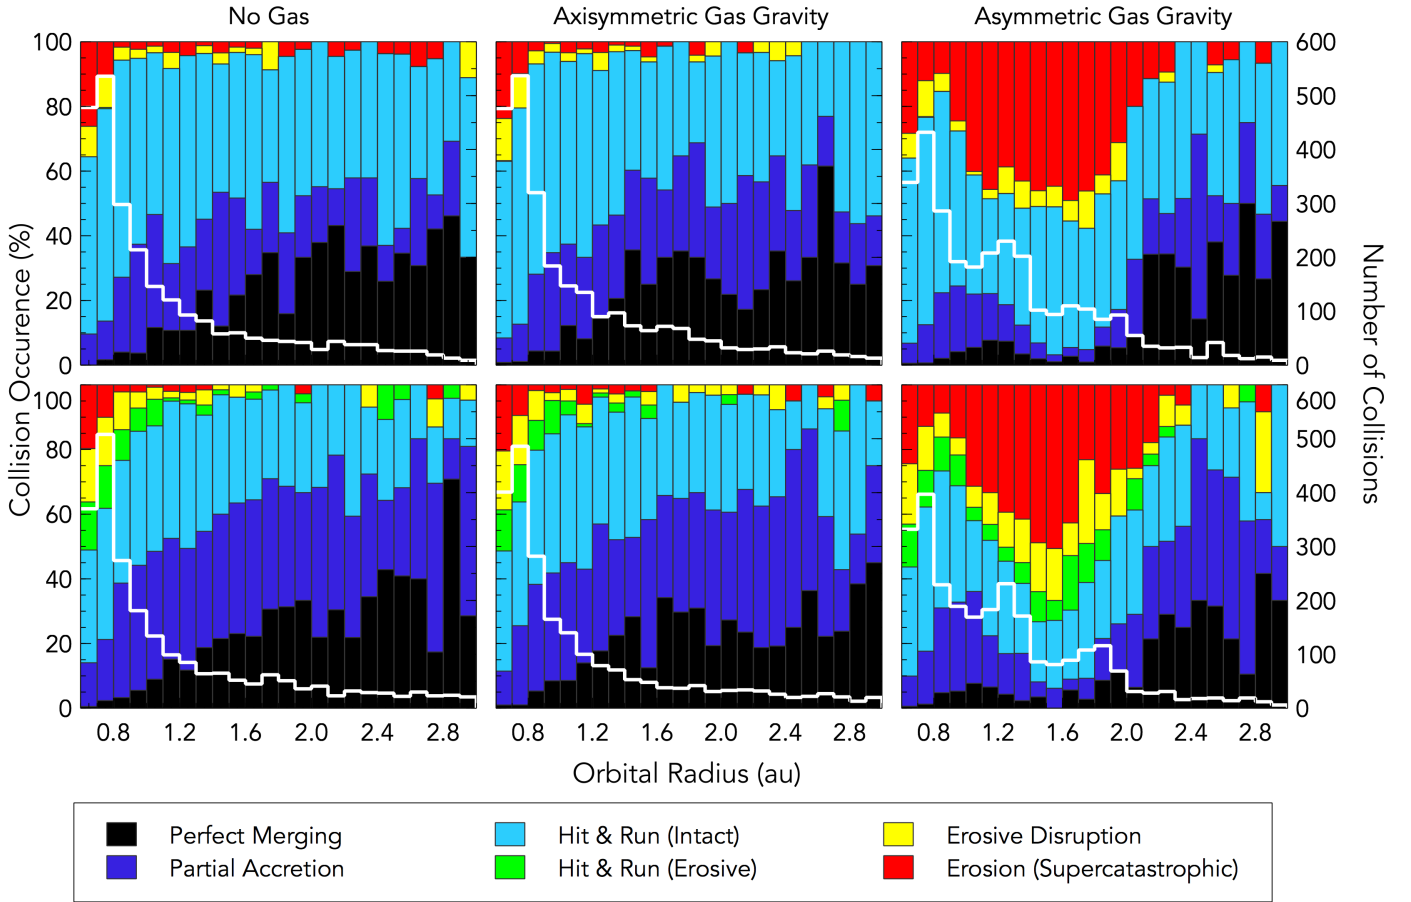 No Gas Axisymmetric Gas Gravity Asymmetric Gas Gravity
100 600
80 500
60 400
40 300
20 200
0 100
0
100 600
80 500
60 400
40 300
20 200
0 100
0
Collision Occurence (%)
Number of Collisions
0.8 1.2 1.6 2.0 2.4 2.8 0.8 1.2 1.6 2.0 2.4 2.8 0.8 1.2 1.6 2.0 2.4 2.8
Orbital Radius (au)
Perfect Merging Hit & Run (Intact) Erosive Disruption
Partial Accretion Hit & Run (Erosive) Erosion (Supercatastrophic)